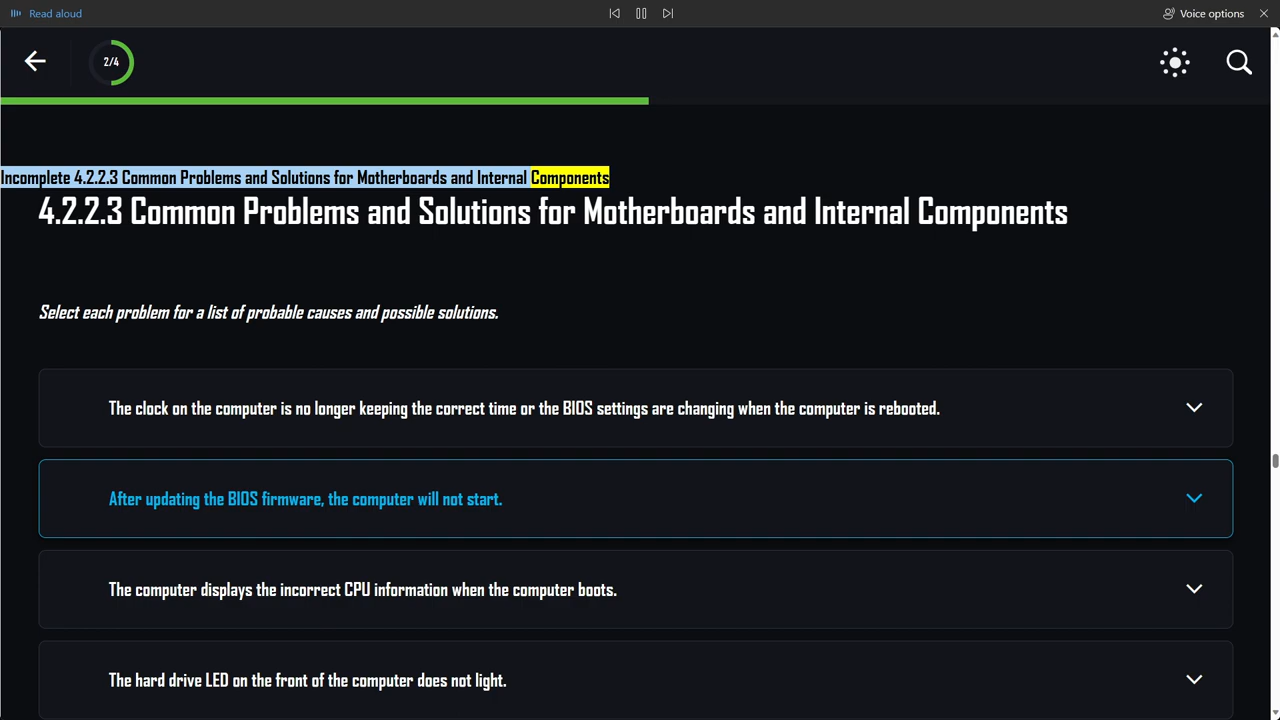 Read aloud
Voice options
2/4
Incomplete 4.2.2.3 Common Problems and Solutions for Motherboards and Internal Components
4.2.2.3 Common Problems and Solutions for Motherboards and Internal Components
Select each problem for a list of probable causes and possible solutions.
The clock on the computer is no longer keeping the correct time or the BIOS settings are changing when the computer is rebooted.
After updating the BIOS firmware, the computer will not start.
The computer displays the incorrect CPU information when the computer boots.
The hard drive LED on the front of the computer does not light.